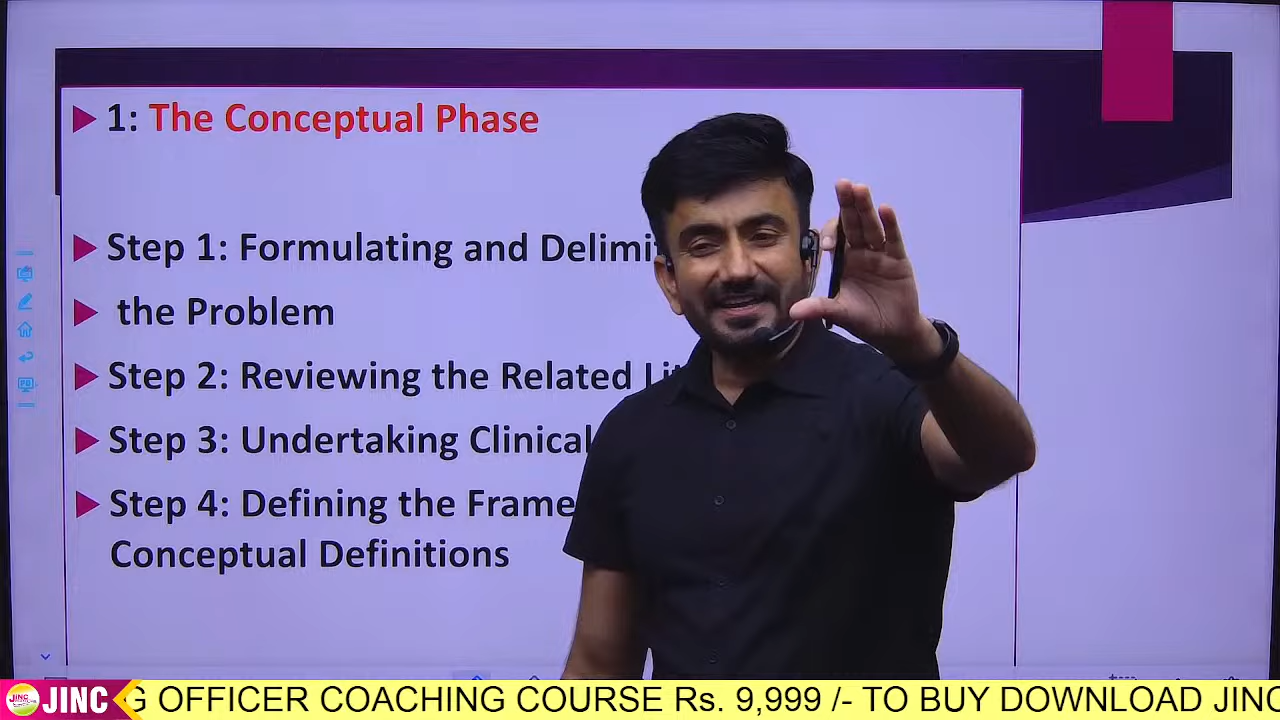 1: The Conceptual Phase
Step 1: Formulating and Delimi
the Problem
Step 2: Reviewing the Related Lit
Step 3: Undertaking Clinical
Step 4: Defining the Frame
Conceptual Definitions
JINC
G OFFICER COACHING COURSE Rs. 9,999 /- TO BUY DOWNLOAD JINC